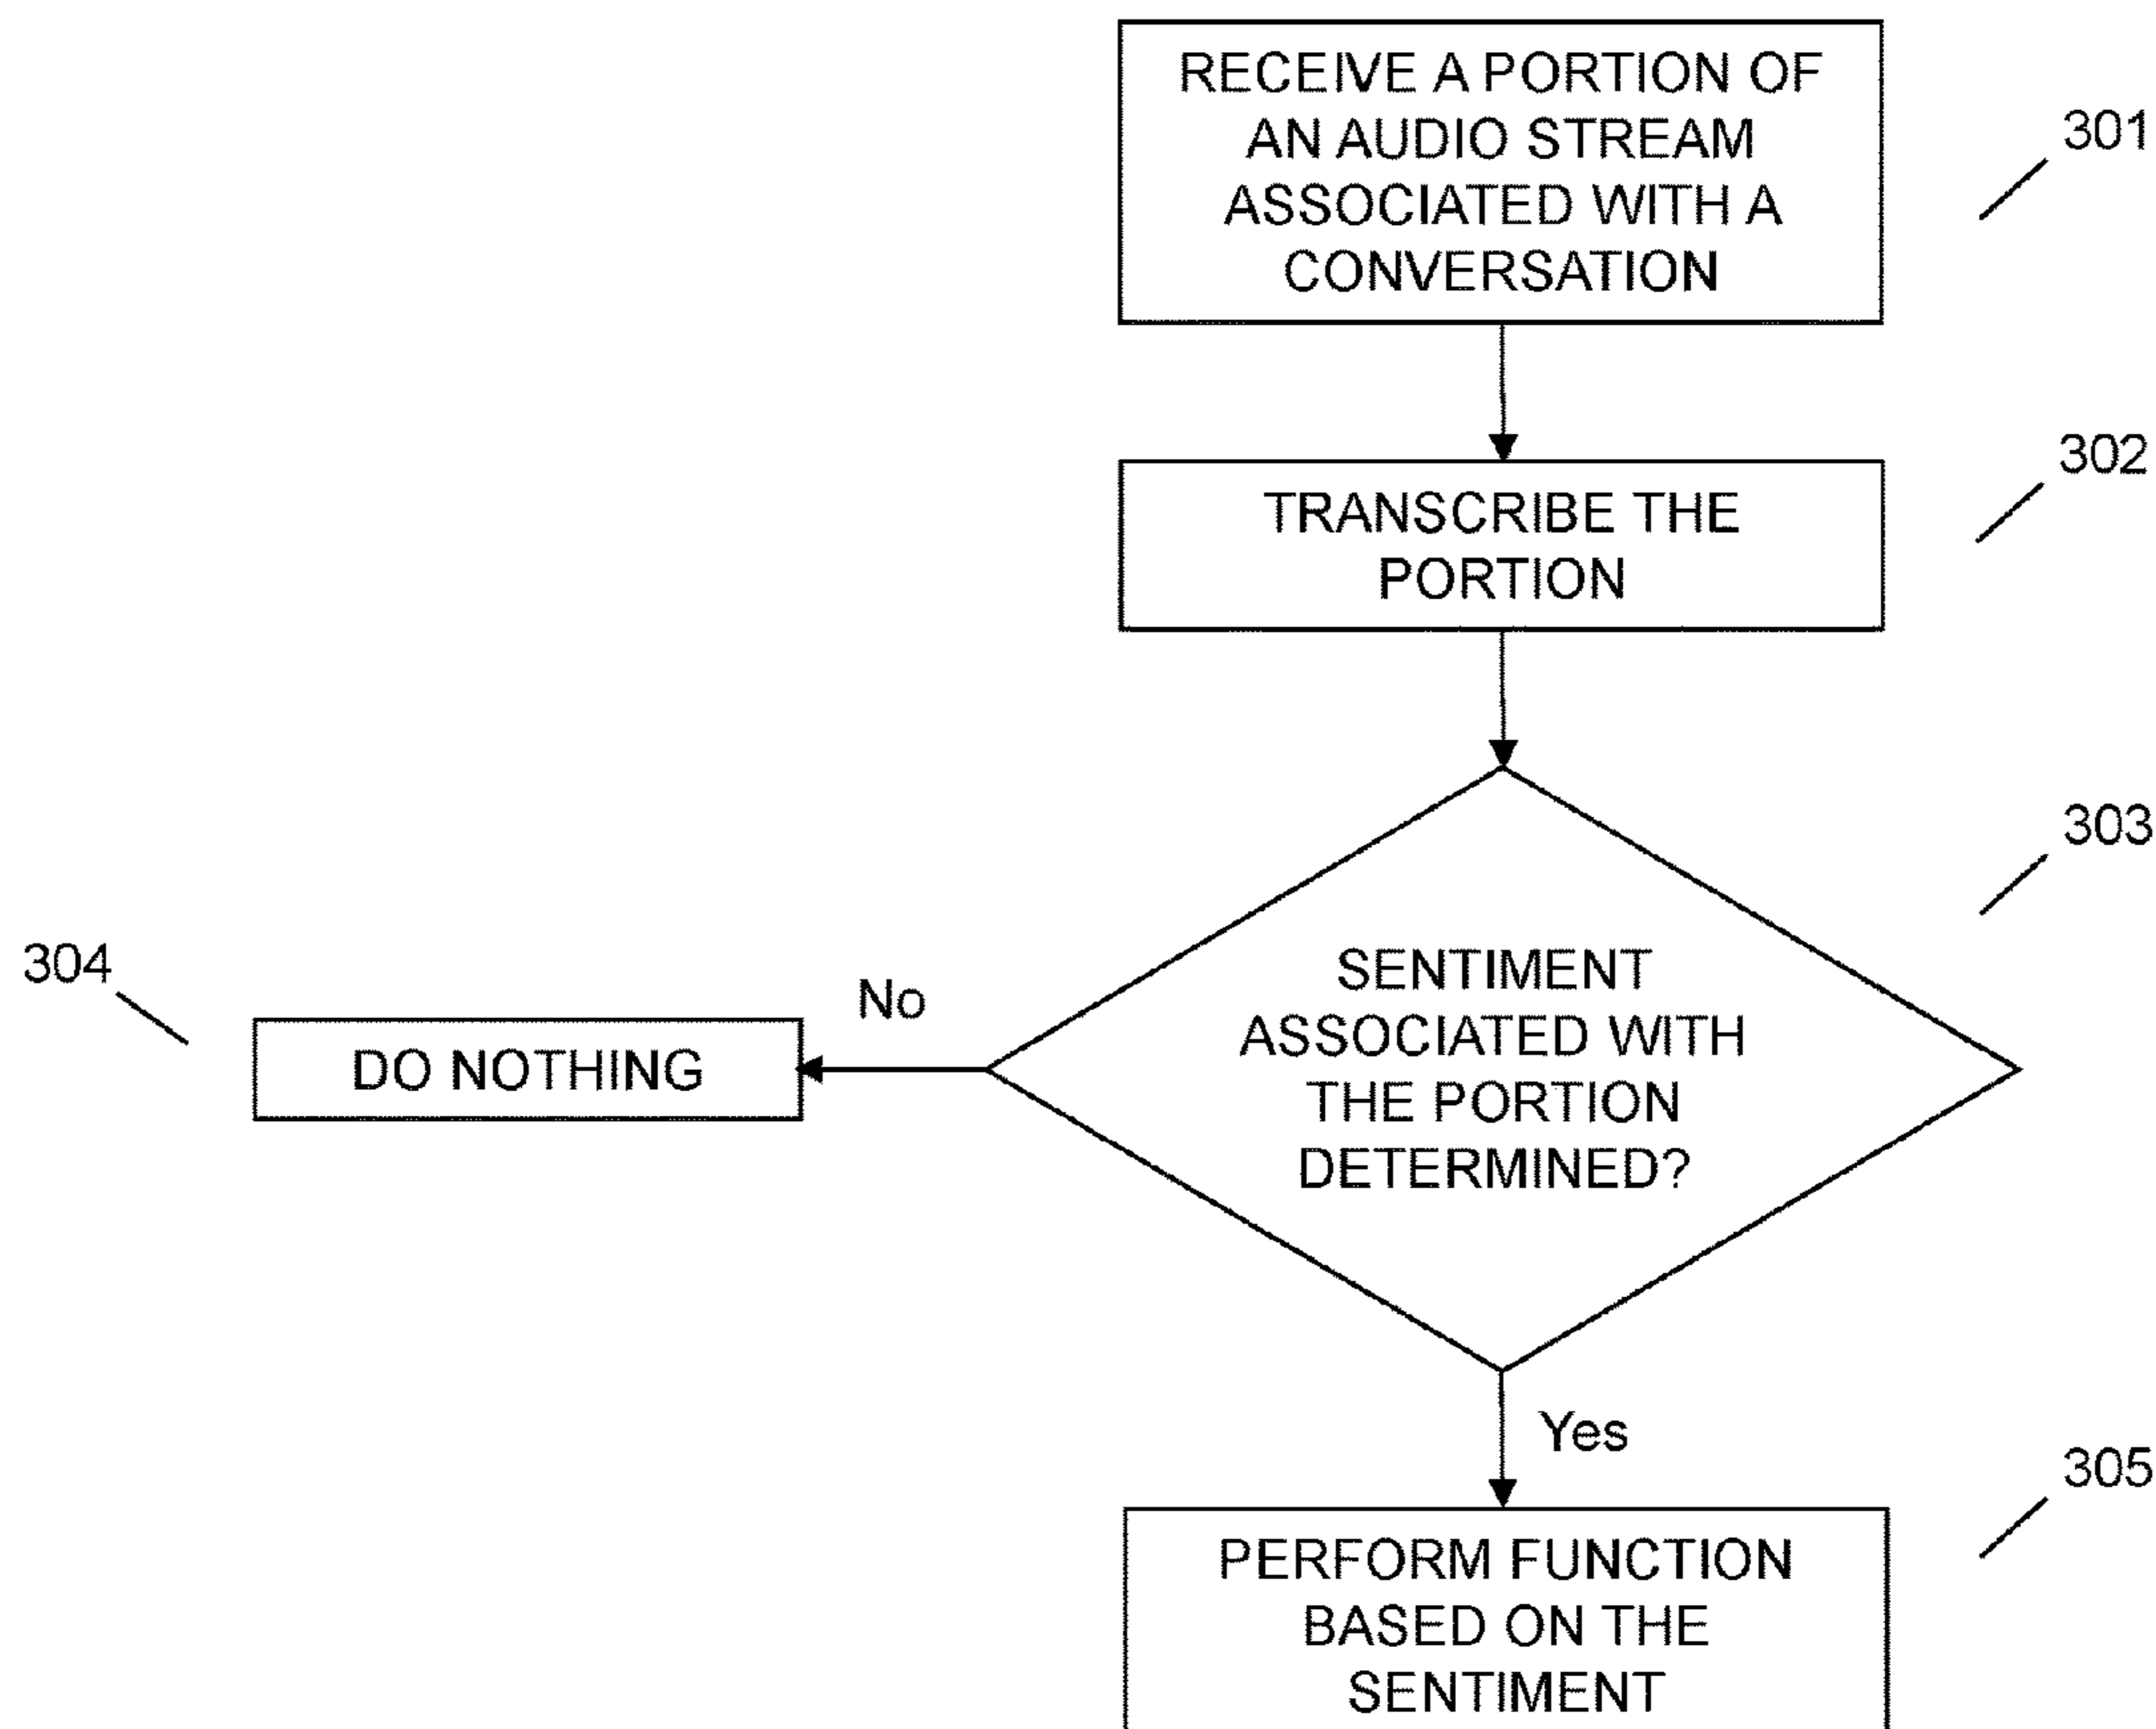 RECEIVE A PORTION OF
AN AUDIO STREAM
ASSOCIATED WITH A
CONVERSATION
301
TRANSCRIBE THE
PORTION
302
SENTIMENT
ASSOCIATED WITH
THE PORTION
DETERMINED?
303
No
304
DO NOTHING
Yes
PERFORM FUNCTION
BASED ON THE
SENTIMENT
305